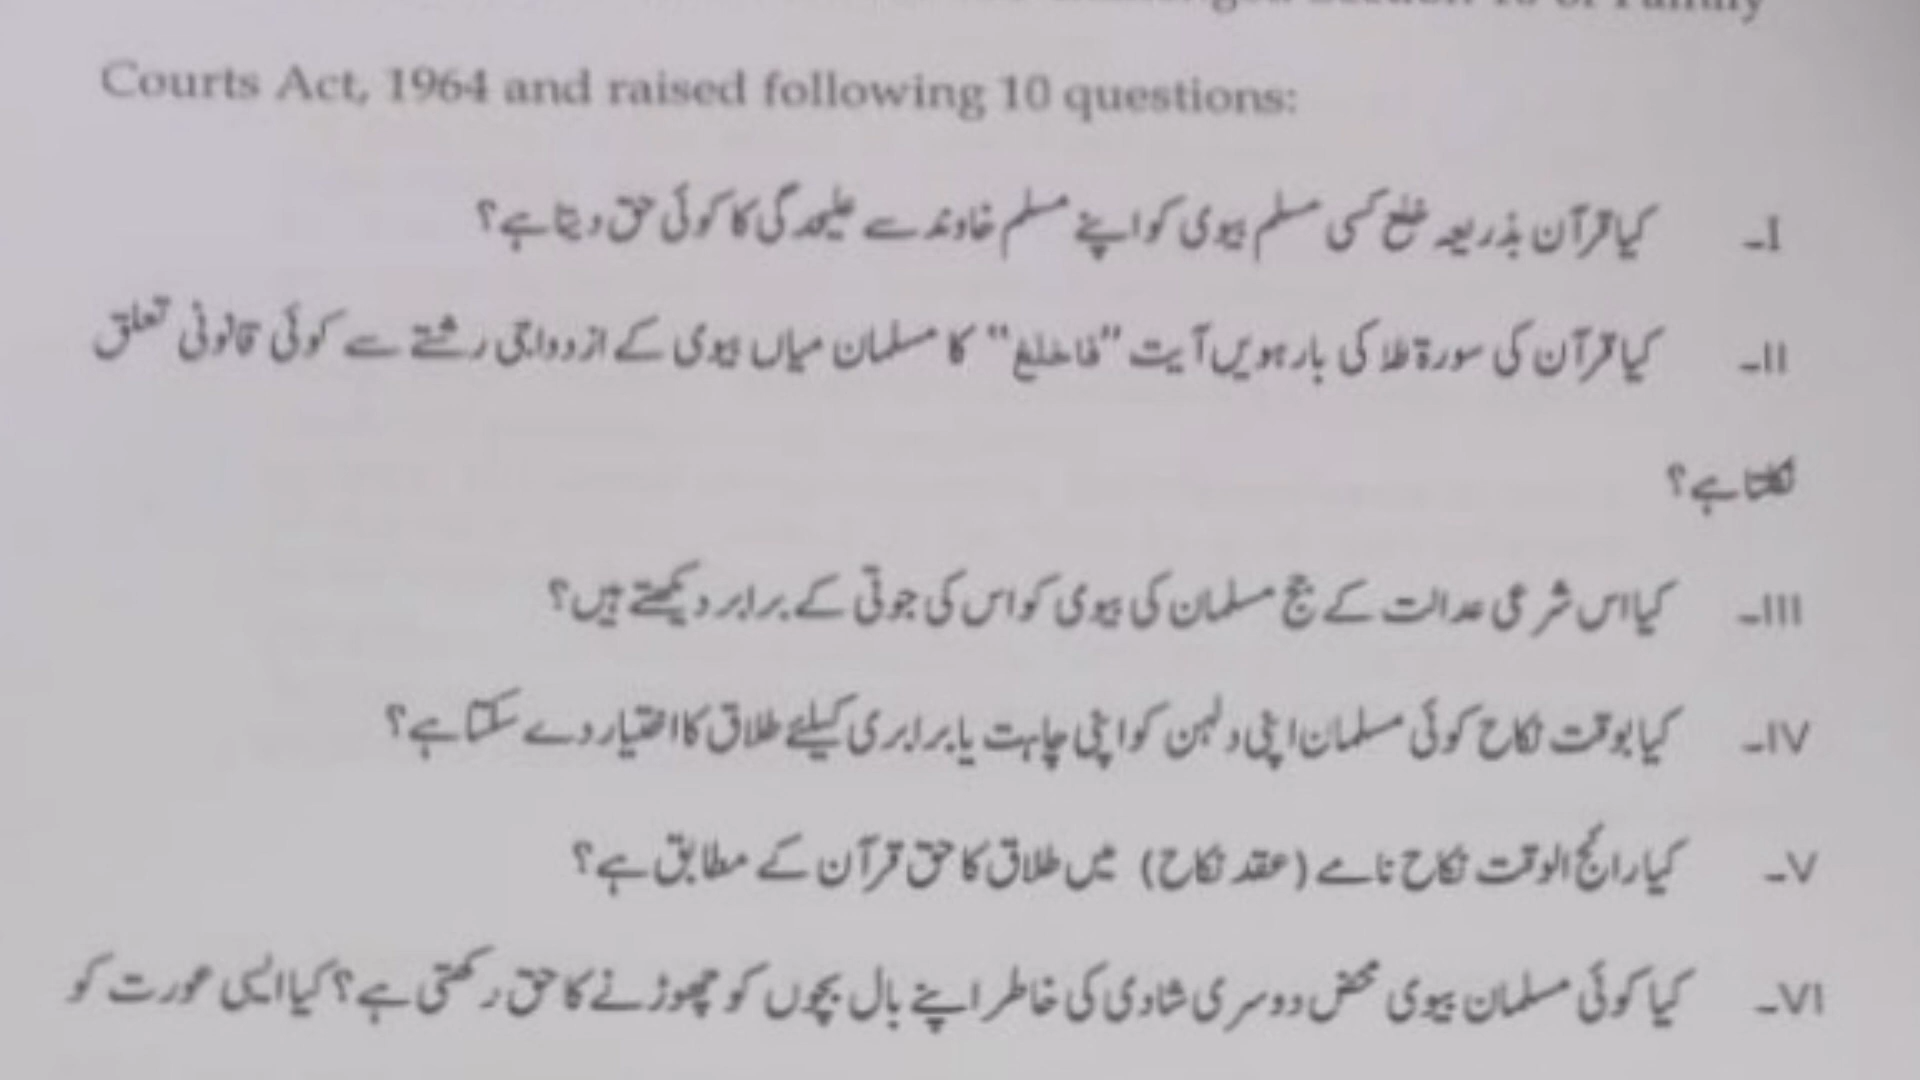 Section 10 of Family
Courts Act, 1964 and raised following 10 questions:
I۔ کیا قرآن بذریعہ خلع کسی مسلم بیوی کو اپنے مسلم خاوند سے علیحدگی کا کوئی حق دیتا ہے؟
II۔ کیا قرآن کی سورۃ طہٰ کی بارہویں آیت "فاخلع" کا مسلمان میاں بیوی کے ازدواجی رشتے سے کوئی قانونی تعلق
نکلتا ہے؟
III۔ کیا اس شرعی عدالت کے جج مسلمان کی بیوی کو اس کی جوتی کے برابر دیکھتے ہیں؟
IV۔ کیا بوقت نکاح کوئی مسلمان اپنی دلہن کو اپنی چاہت یا برابری کیلئے طلاق کا اختیار دے سکتا ہے؟
V۔ کیا رائج الوقت نکاح نامے (عقد نکاح) میں طلاق کا حق قرآن کے مطابق ہے؟
VI۔ کیا کوئی مسلمان بیوی محض دوسری شادی کی خاطر اپنے بال بچوں کو چھوڑنے کا حق رکھتی ہے؟ کیا ایسی عورت کو